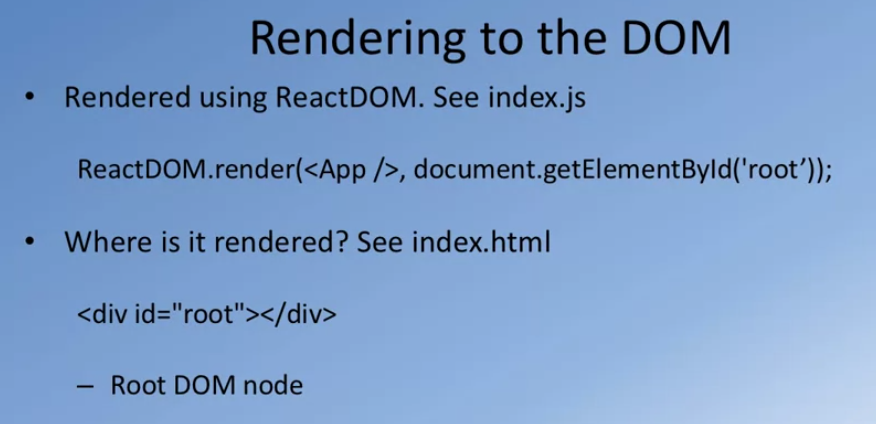 Rendering to the DOM
• Rendered using ReactDOM. See index.js
ReactDOM.render(<App />, document.getElementById('root’));
• Where is it rendered? See index.html
<div id="root"></div>
– Root DOM node